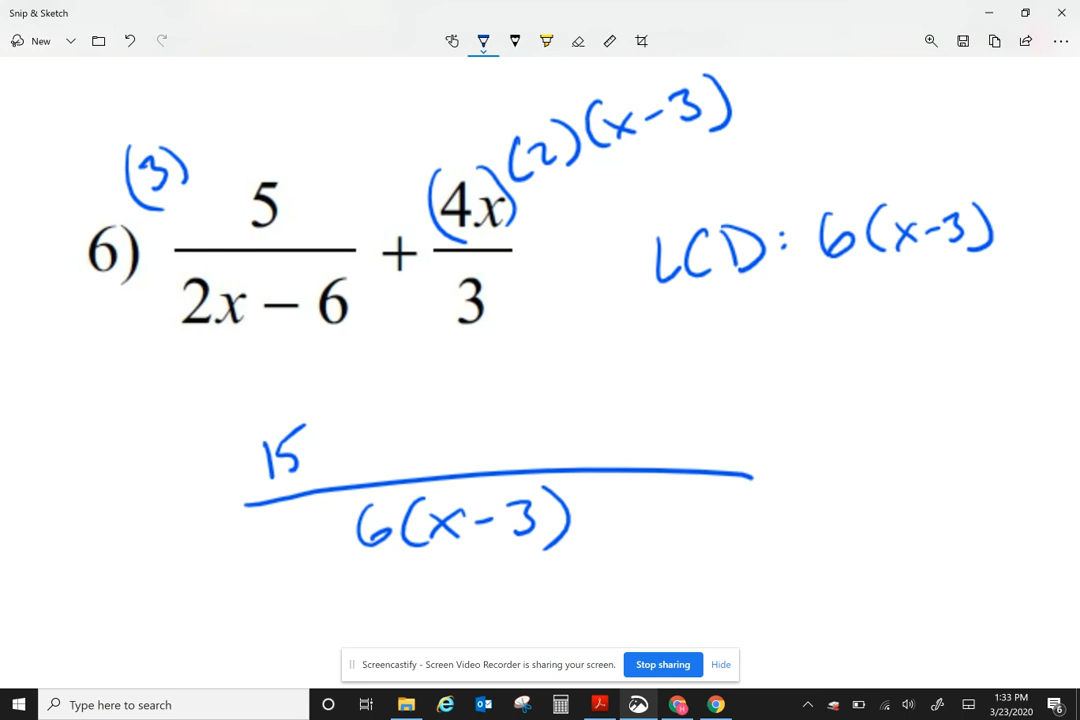 Snip & Sketch
New
(3) (2)(x-3)
6) 5/(2x − 6) + (4x)/3
LCD: 6(x-3)
15
6(x-3)
Screencastify - Screen Video Recorder is sharing your screen. Stop sharing Hide
Type here to search
1:33 PM
3/23/2020
6